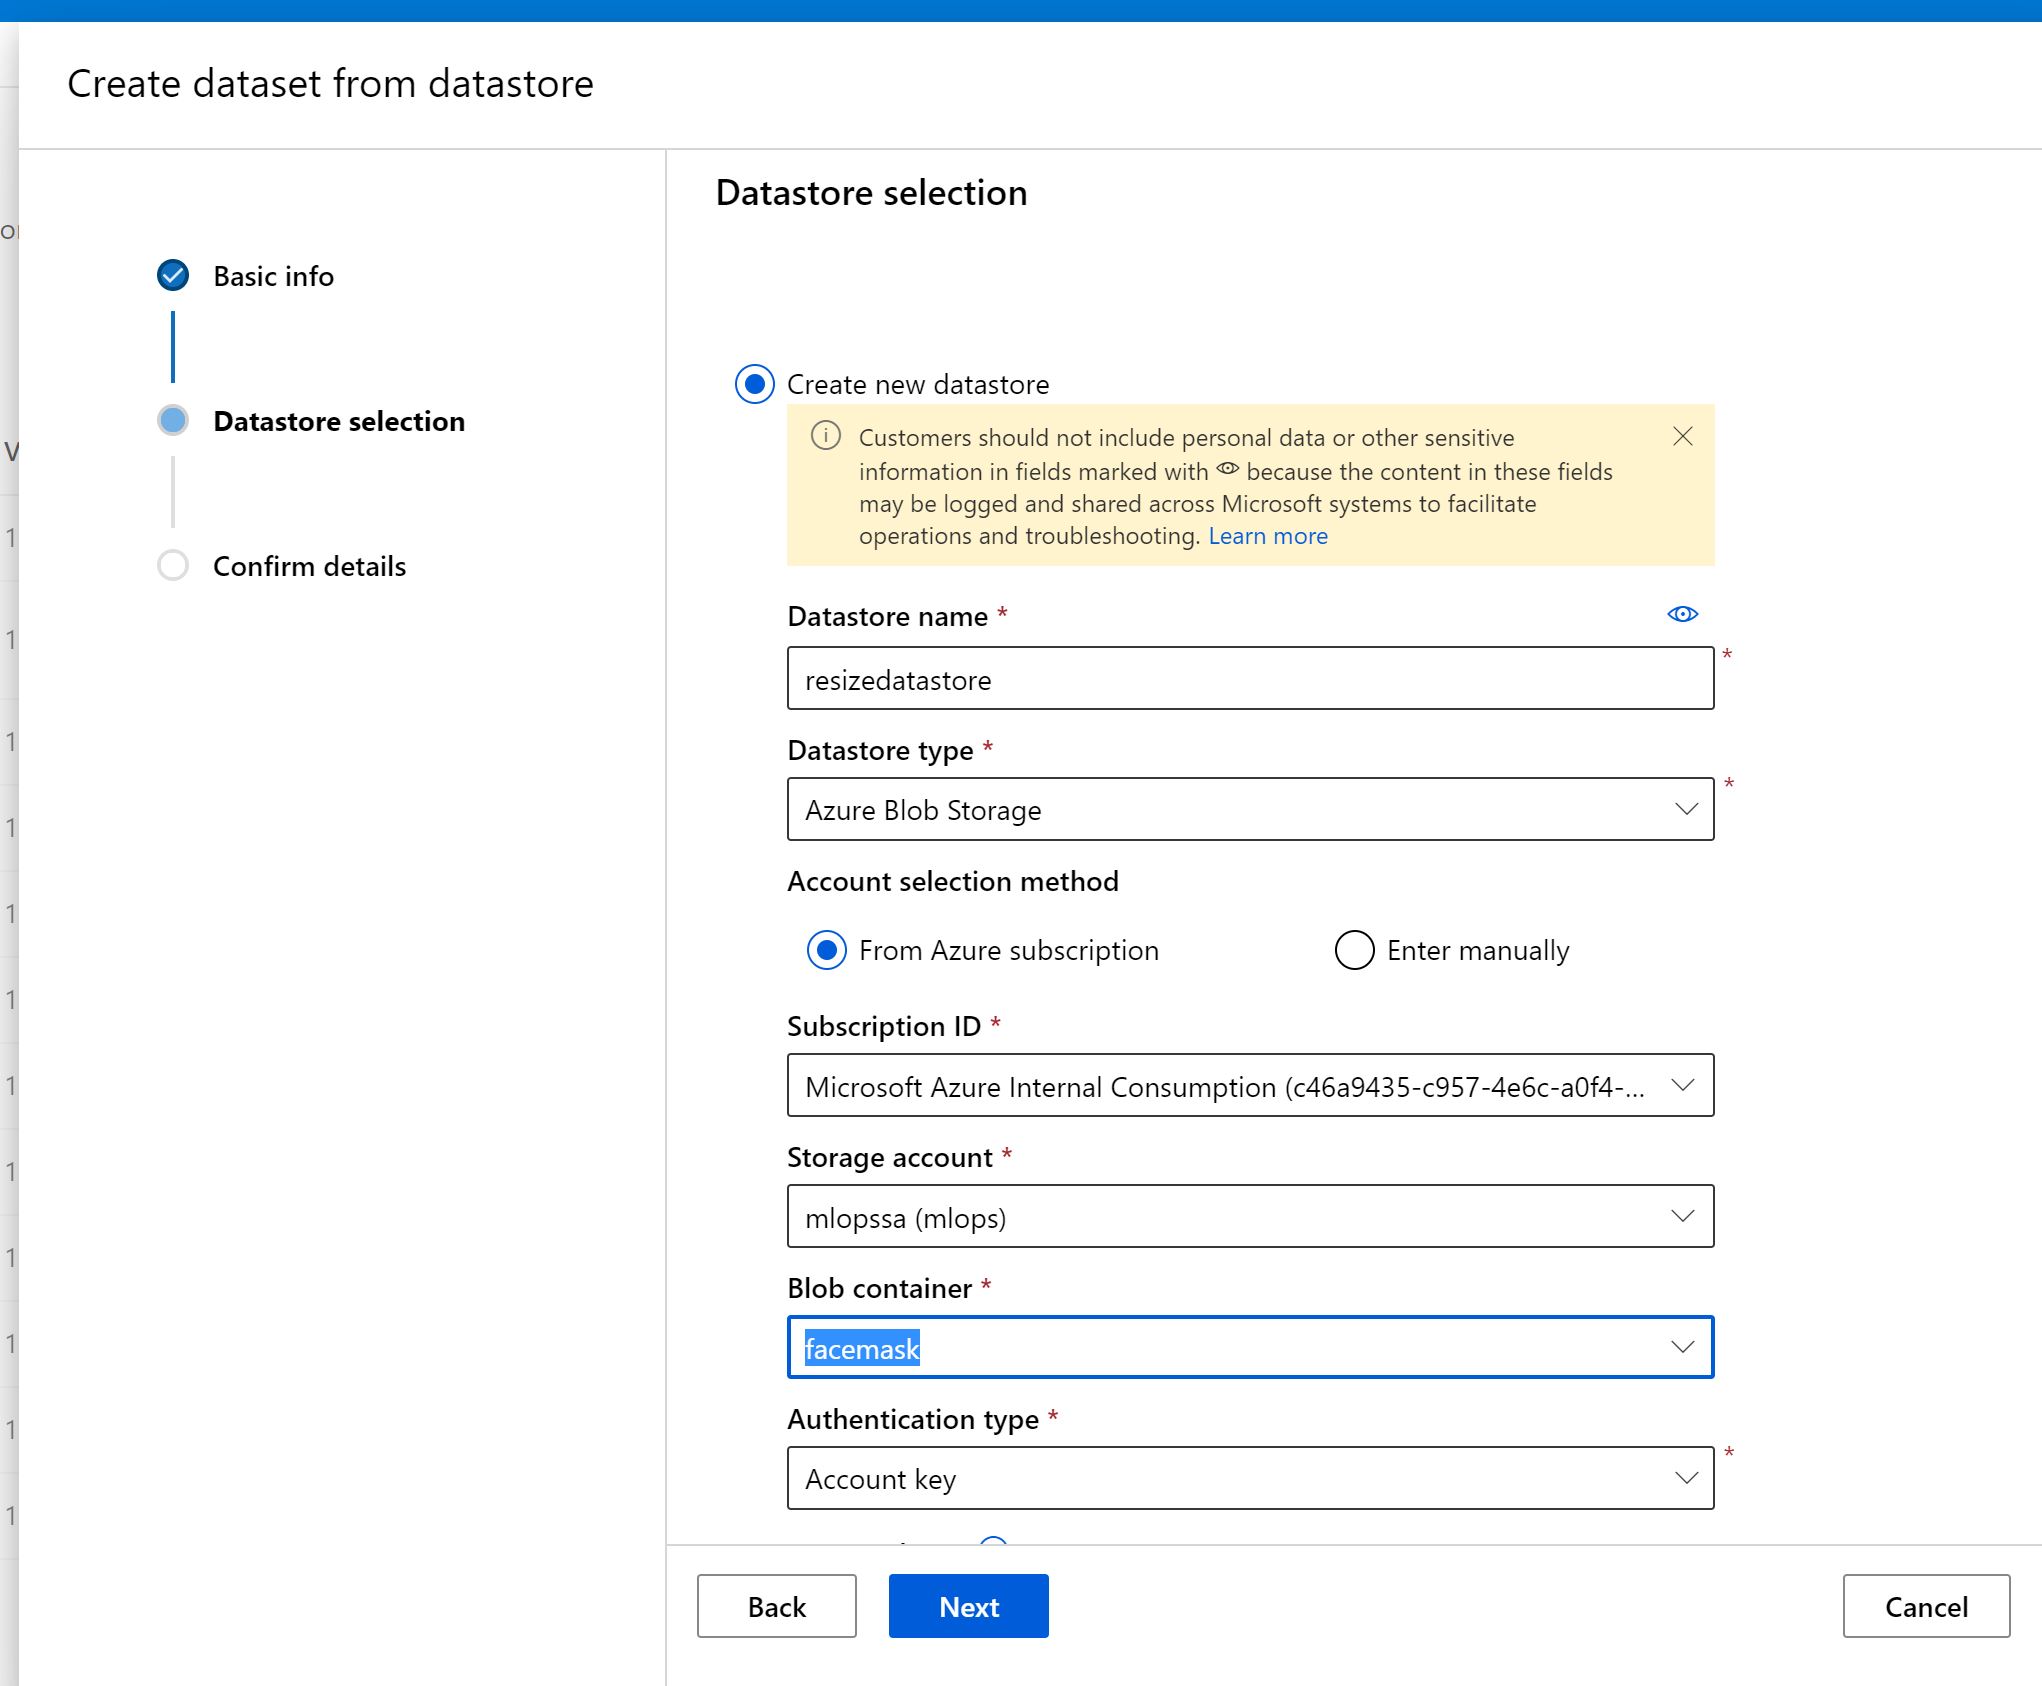 Create dataset from datastore
Basic info
Datastore selection
Confirm details
Datastore selection
Create new datastore
Customers should not include personal data or other sensitive
information in fields marked with because the content in these fields
may be logged and shared across Microsoft systems to facilitate
operations and troubleshooting. Learn more
Datastore name *
resizedatastore
*
Datastore type *
Azure Blob Storage
*
Account selection method
From Azure subscription
Enter manually
Subscription ID *
Microsoft Azure Internal Consumption (c46a9435-c957-4e6c-a0f4-...
Storage account *
mlopssa (mlops)
Blob container *
facemask
Authentication type *
Account key
*
Back
Next
Cancel